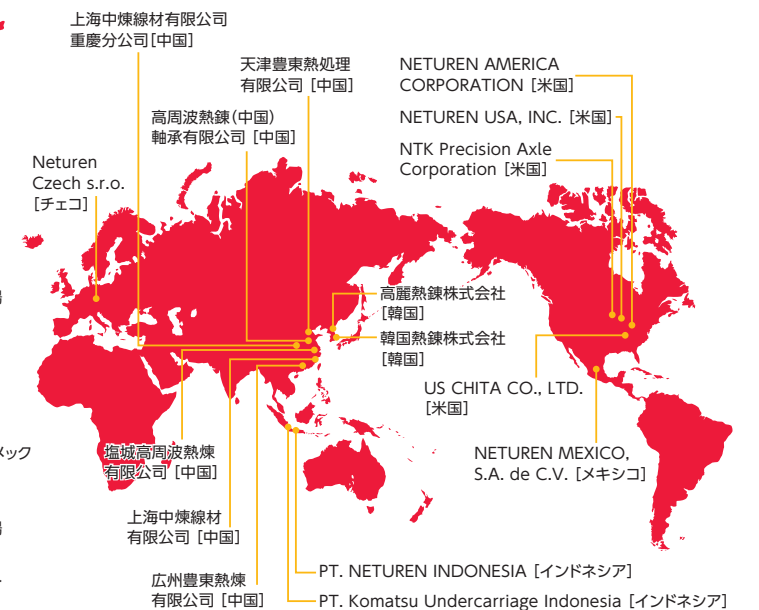 上海中煉線材有限公司
重慶分公司[中国]
天津豊東熱処理
有限公司 [中国]
高周波熱錬(中国)
軸承有限公司 [中国]
Neturen
Czech s.r.o.
[チェコ]
NETUREN AMERICA
CORPORATION [米国]
NETUREN USA, INC. [米国]
NTK Precision Axle
Corporation [米国]
高麗熱錬株式会社
[韓国]
韓国熱錬株式会社
[韓国]
US CHITA CO., LTD.
[米国]
NETUREN MEXICO,
S.A. de C.V. [メキシコ]
メック
塩城高周波熱煉
有限公司 [中国]
上海中煉線材
有限公司 [中国]
広州豊東熱煉
有限公司 [中国]
PT. NETUREN INDONESIA [インドネシア]
PT. Komatsu Undercarriage Indonesia [インドネシア]